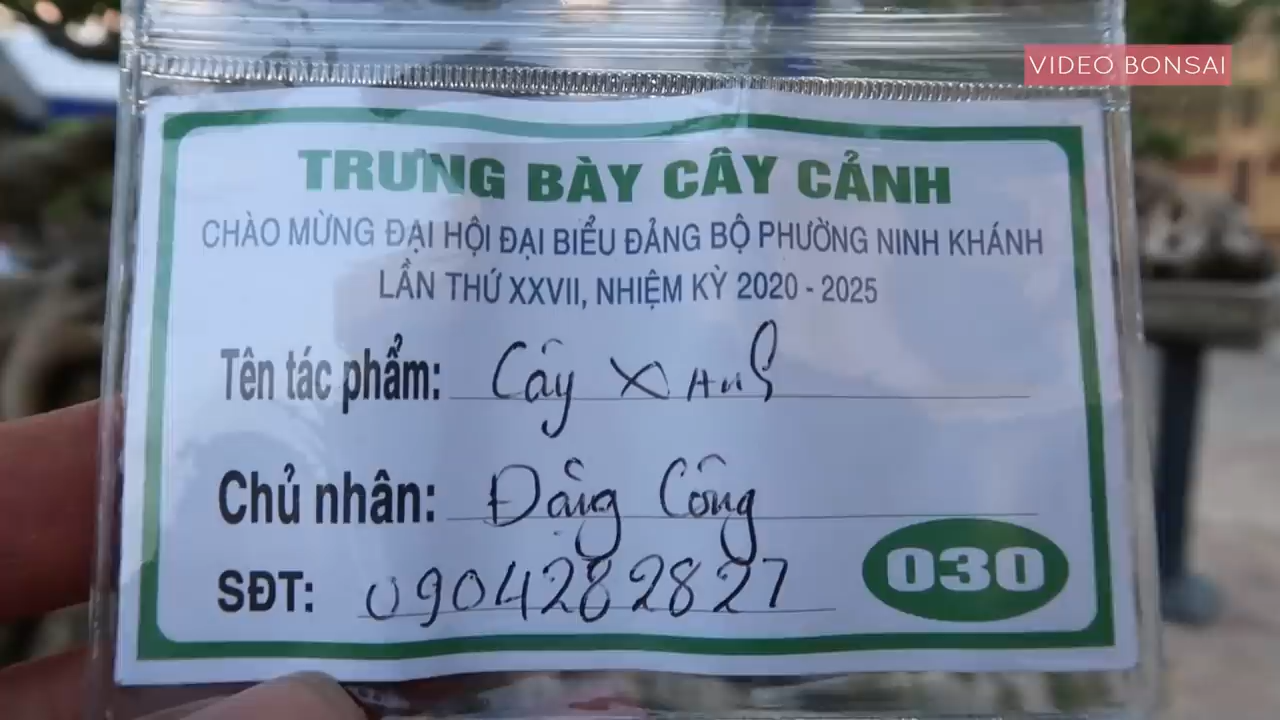 VIDEO BONSAI
TRƯNG BÀY CÂY CẢNH
CHÀO MỪNG ĐẠI HỘI ĐẠI BIỂU ĐẢNG BỘ PHƯỜNG NINH KHÁNH
LẦN THỨ XXVII, NHIỆM KỲ 2020 - 2025
Tên tác phẩm: Cây Xanh
Chủ nhân: Đặng Công
SĐT: 0904282827
030